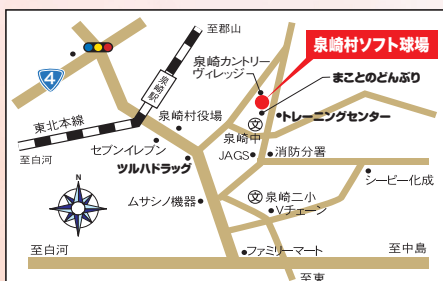 至郡山
泉崎カントリー
ヴィレッジ
泉崎村ソフト球場
まことのどんぶり
4
泉崎駅
トレーニングセンター
泉崎村役場
文
泉崎中
東北本線
JAGS
消防分署
セブンイレブン
至白河
ツルハドラッグ
シーピー化成
N
ムサシノ機器
文
泉崎二小
Vチェーン
至白河
ファミリーマート
至中島
至東